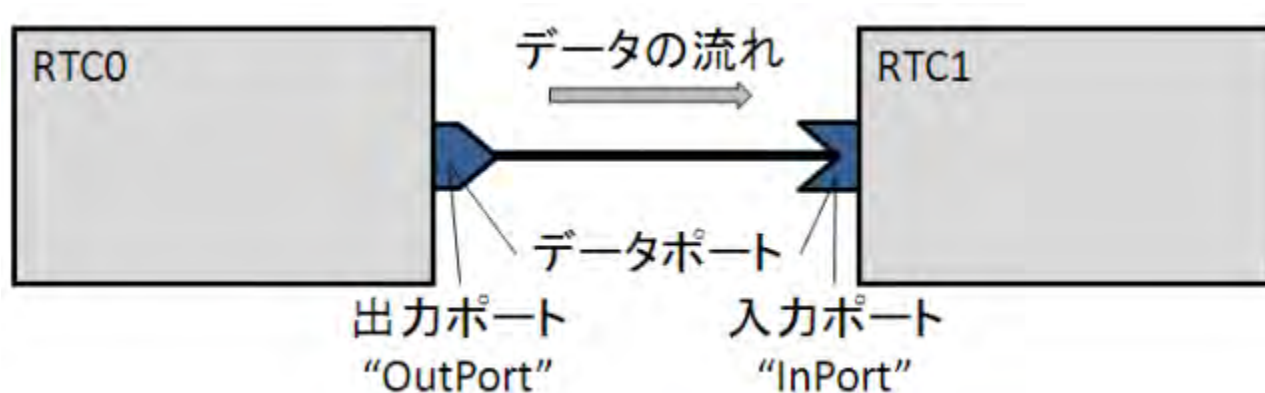 RTC0
データの流れ
RTC1
データポート
出力ポート
“OutPort”
入力ポート
“InPort”